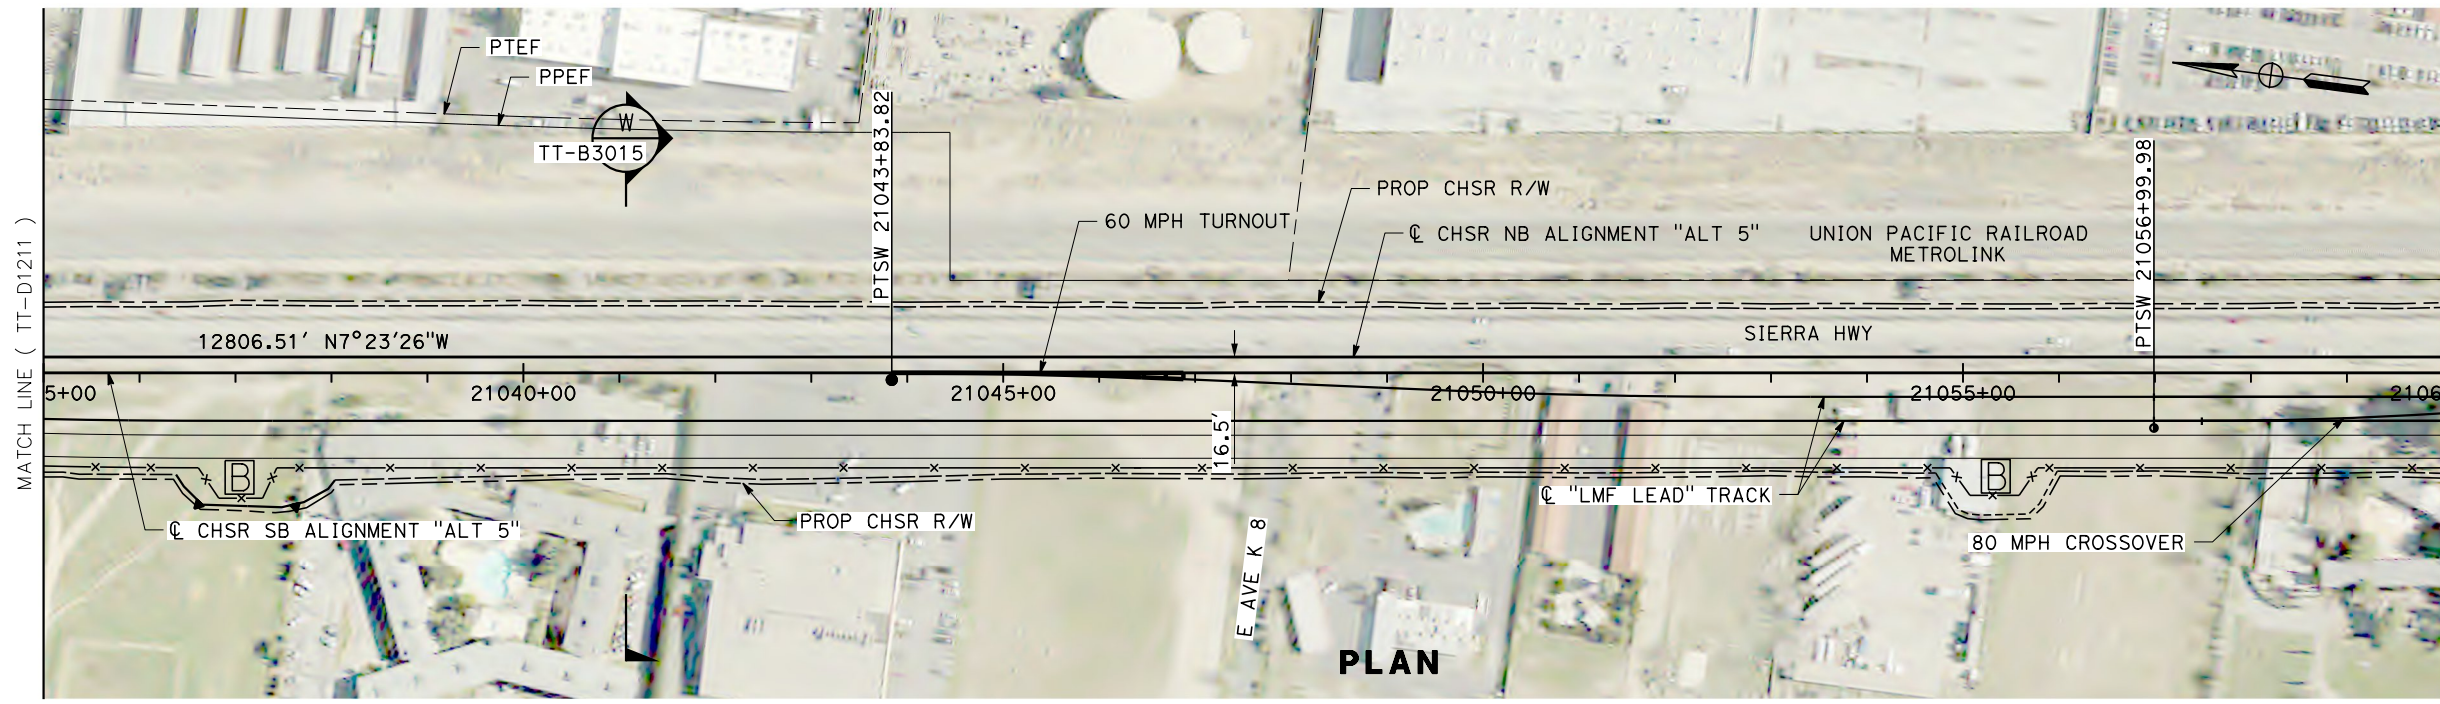 PTEF
PPEF
W
TT-B3015
PTSW 21043+83.82
PROP CHSR R/W
60 MPH TURNOUT
℄ CHSR NB ALIGNMENT "ALT 5"
UNION PACIFIC RAILROAD
METROLINK
PTSW 21056+99.98
MATCH LINE ( TT-D1211 )
12806.51' N7°23'26"W
SIERRA HWY
5+00
21040+00
21045+00
21050+00
21055+00
2106
16.5'
B
B
℄ "LMF LEAD" TRACK
℄ CHSR SB ALIGNMENT "ALT 5"
PROP CHSR R/W
80 MPH CROSSOVER
E AVE K 8
PLAN